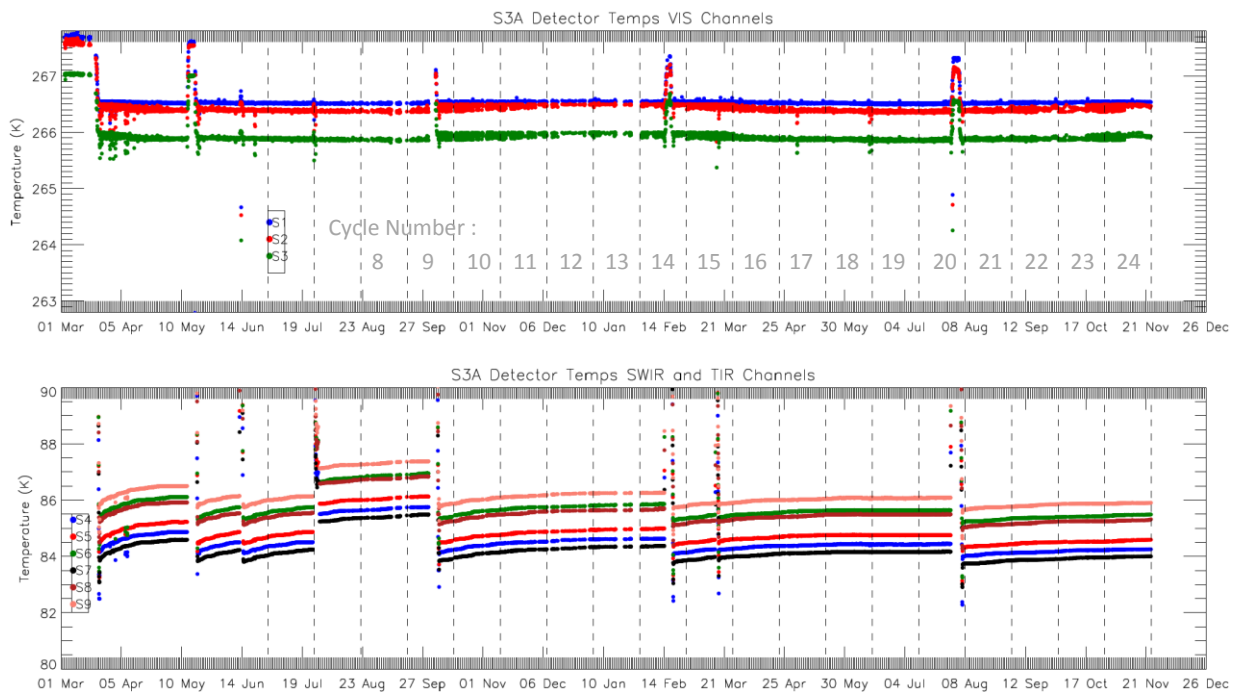 S3A Detector Temps VIS Channels
Temperature (K)
267
266
265
264
263
S1
S2
S3
Cycle Number :
8 9 10 11 12 13 14 15 16 17 18 19 20 21 22 23 24
01 Mar 05 Apr 10 May 14 Jun 19 Jul 23 Aug 27 Sep 01 Nov 06 Dec 10 Jan 14 Feb 21 Mar 25 Apr 30 May 04 Jul 08 Aug 12 Sep 17 Oct 21 Nov 26 Dec
S3A Detector Temps SWIR and TIR Channels
Temperature (K)
90
88
86
84
82
80
S4
S5
S6
S7
S8
S9
01 Mar 05 Apr 10 May 14 Jun 19 Jul 23 Aug 27 Sep 01 Nov 06 Dec 10 Jan 14 Feb 21 Mar 25 Apr 30 May 04 Jul 08 Aug 12 Sep 17 Oct 21 Nov 26 Dec